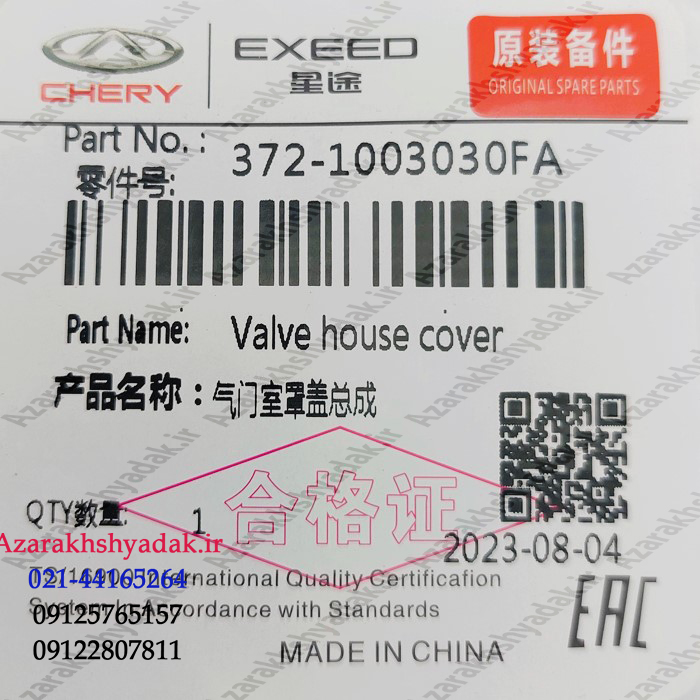 CHERY
EXEED
星途
原装备件
ORIGINAL SPARE PARTS
Part No.:
零件号:
372-1003030FA
Part Name: Valve house cover
产品名称：气门室罩盖总成
QTY数量: 1
合格证
Azarakhshyadak.ir
2023-08-04
021-44165264
International Quality Certification
System In Accordance with Standards
09125765157
09122807811
MADE IN CHINA
EAC